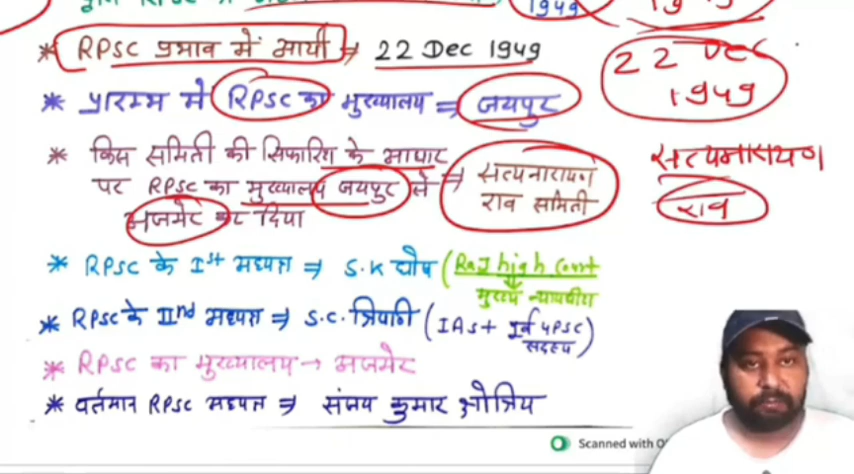 1949
* RPSC प्रभाव में आयी → 22 Dec 1949
22 Dec
1949
* प्रारम्भ में RPSC का मुख्यालय ⇒ जयपुर
* किस समिति की सिफारिश के आधार
पर RPSC का मुख्यालय जयपुर से ⇒ सत्यनारायण
राव समिति
अजमेर कर दिया
सत्यनारायण
राव
* RPSC के Ist अध्यक्ष ⇒ S.K घोष (Raj high Court
मुख्य न्यायधीश
* RPSC के IInd अध्यक्ष ⇒ S.C. त्रिपाठी (IAS + पूर्व UPSC
सदस्य)
* RPSC का मुख्यालय → अजमेर
* वर्तमान RPSC अध्यक्ष ⇒ संजय कुमार क्षोत्रिय
Scanned with